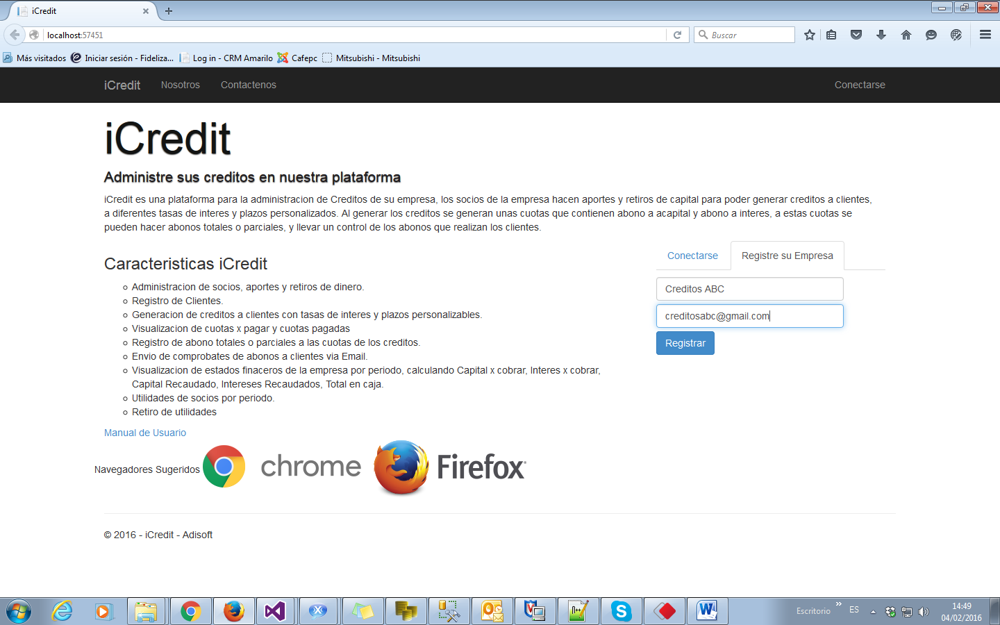 iCredit
localhost:57451
Buscar
Más visitados
Iniciar sesión - Fideliza...
Log in - CRM Amarilo
Cafepc
Mitsubishi - Mitsubishi
iCredit
Nosotros
Contactenos
Conectarse
iCredit
Administre sus creditos en nuestra plataforma
iCredit es una plataforma para la administracion de Creditos de su empresa, los socios de la empresa hacen aportes y retiros de capital para poder generar creditos a clientes,
a diferentes tasas de interes y plazos personalizados. Al generar los creditos se generan unas cuotas que contienen abono a acapital y abono a interes, a estas cuotas se
pueden hacer abonos totales o parciales, y llevar un control de los abonos que realizan los clientes.
Caracteristicas iCredit
Administracion de socios, aportes y retiros de dinero.
Registro de Clientes.
Generacion de creditos a clientes con tasas de interes y plazos personalizables.
Visualizacion de cuotas x pagar y cuotas pagadas
Registro de abono totales o parciales a las cuotas de los creditos.
Envio de comprobates de abonos a clientes via Email.
Visualizacion de estados finaceros de la empresa por periodo, calculando Capital x cobrar, Interes x cobrar,
Capital Recaudado, Intereses Recaudados, Total en caja.
Utilidades de socios por periodo.
Retiro de utilidades
Manual de Usuario
Conectarse
Registre su Empresa
Creditos ABC
creditosabc@gmail.com
Registrar
Navegadores Sugeridos
chrome
Firefox
© 2016 - iCredit - Adisoft
Escritorio
ES
14:49
04/02/2016